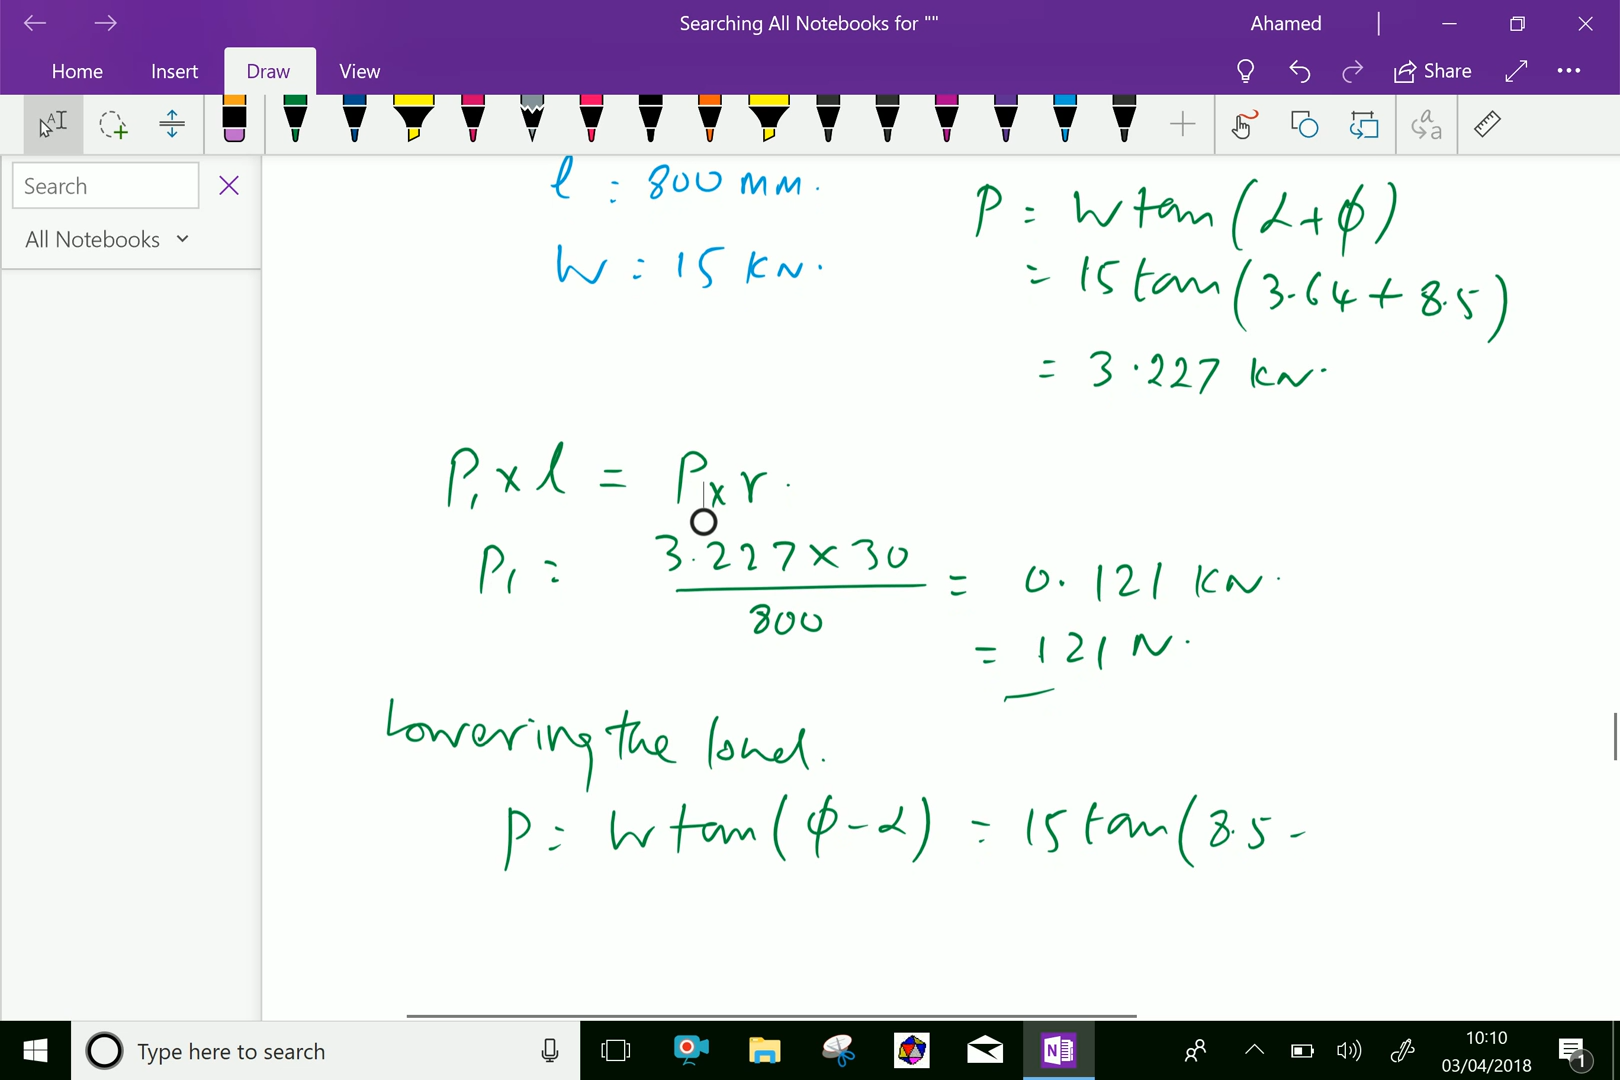 Searching All Notebooks for ""
Ahamed
Home Insert Draw View
Share
Search
All Notebooks
l : 800 mm.
W : 15 KN.
P = W tan (α + ϕ)
= 15 tan (3.64 + 8.5)
= 3.227 kN.
P₁ x l = P x r.
P₁ = 3.227 x 30 / 800 = 0.121 KN.
= 121 N.
Lowering the load.
P = W tan (ϕ - α) = 15 tan (8.5 -
Type here to search
10:10
03/04/2018
1